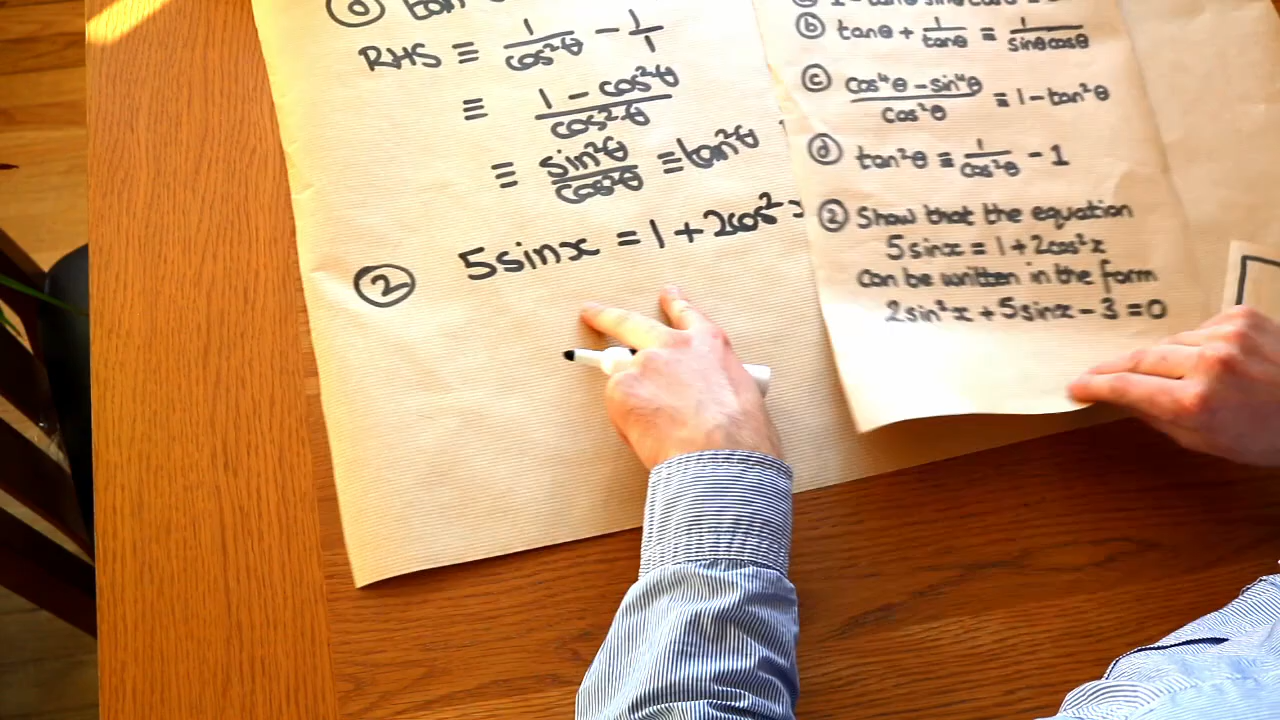 d tan
RHS ≡ 1/cos²θ − 1/1
≡ 1 − cos²θ/cos²θ
≡ sin²θ/cos²θ ≡ tan²θ
② 5sinx = 1 + 2cos²
ⓑ tanθ + 1/tanθ ≡ 1/sinθcosθ
ⓒ cos⁴θ − sin⁴θ/cos²θ ≡ 1 − tan²θ
ⓓ tan²θ ≡ 1/cos²θ − 1
② Show that the equation
5sinx = 1 + 2cos²x
can be written in the form
2sin²x + 5sinx − 3 = 0